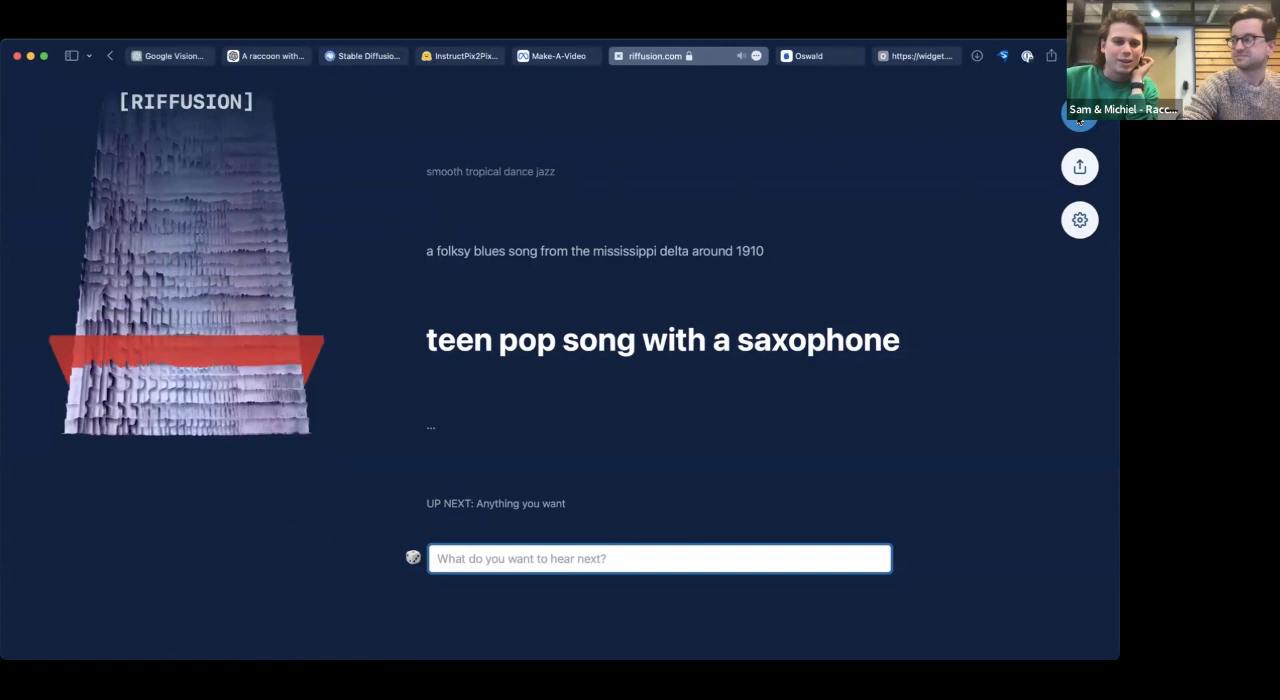 Google Vision...
A raccoon with...
Stable Diffusio...
InstructPix2Pix...
Make-A-Video
riffusion.com
Oswald
https://widget....
Sam & Michiel - Racc...
[RIFFUSION]
smooth tropical dance jazz
a folksy blues song from the mississippi delta around 1910
teen pop song with a saxophone
...
UP NEXT: Anything you want
What do you want to hear next?